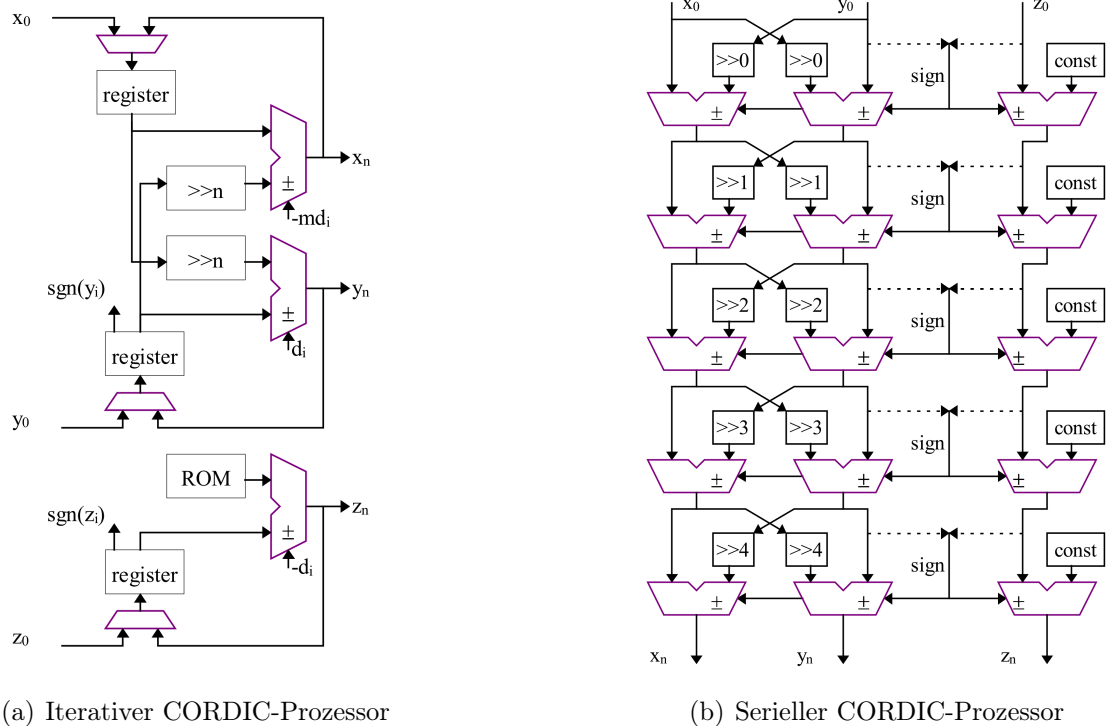 x0
register
xn
>>n
±
-mdi
>>n
sgn(yi)
yn
±
register
di
y0
ROM
sgn(zi)
zn
±
register
-di
z0
(a) Iterativer CORDIC-Prozessor
x0 y0 z0
>>0 >>0 sign const
± ± ±
>>1 >>1 sign const
± ± ±
>>2 >>2 sign const
± ± ±
>>3 >>3 sign const
± ± ±
>>4 >>4 sign const
± ± ±
xn yn zn
(b) Serieller CORDIC-Prozessor